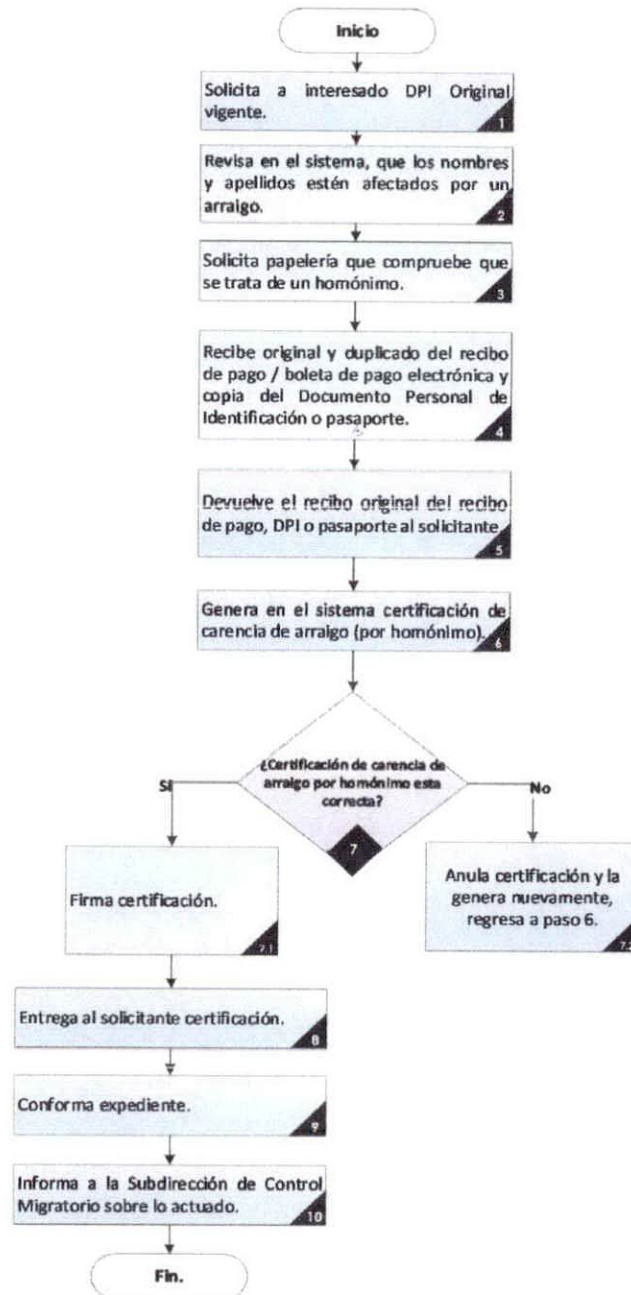 Inicio
Solicita a interesado DPI Original
vigente.
1
Revisa en el sistema, que los nombres
y apellidos estén afectados por un
arraigo.
2
Solicita papelería que compruebe que
se trata de un homónimo.
3
Recibe original y duplicado del recibo
de pago / boleta de pago electrónica y
copia del Documento Personal de
Identificación o pasaporte.
4
Devuelve el recibo original del recibo
de pago, DPI o pasaporte al solicitante
5
Genera en el sistema certificación de
carencia de arraigo (por homónimo).
6
¿Certificación de carencia de
arraigo por homónimo esta
correcta?
7
Si
No
Firma certificación.
7.1
Anula certificación y la
genera nuevamente,
regresa a paso 6.
7.2
Entrega al solicitante certificación.
8
Conforma expediente.
9
Informa a la Subdirección de Control
Migratorio sobre lo actuado.
10
Fin.